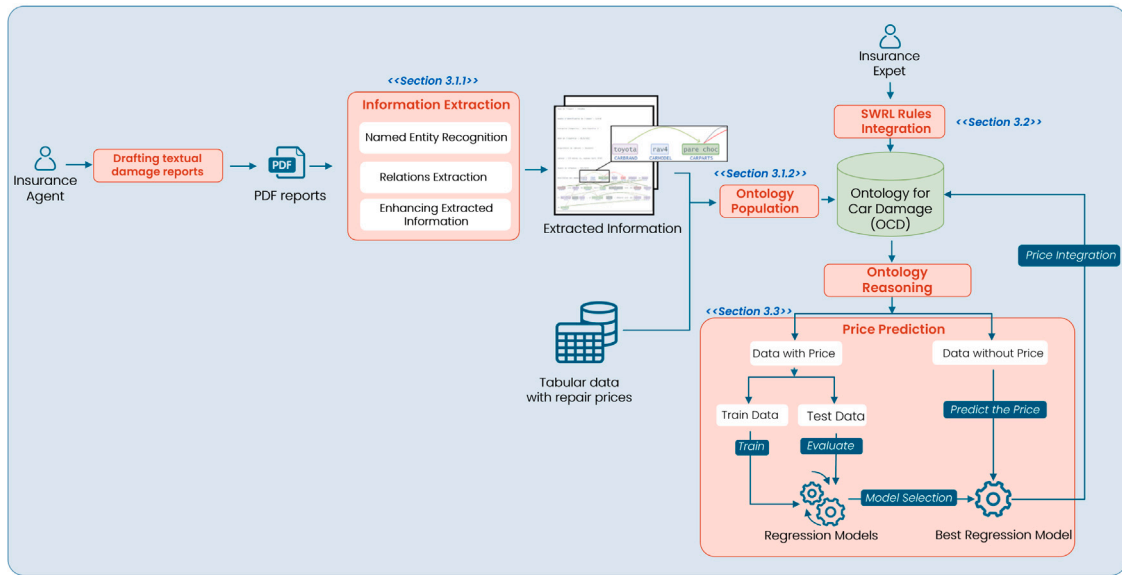 Insurance
Agent
Drafting textual
damage reports
PDF
PDF reports
<<Section 3.1.1>>
Information Extraction
Named Entity Recognition
Relations Extraction
Enhancing Extracted
Information
toyota
rav4
pare choc
CARBRAND
CARMODEL
CARPARTS
Extracted Information
Tabular data
with repair prices
<<Section 3.1.2>>
Ontology
Population
Insurance
Expet
SWRL Rules
Integration
<<Section 3.2>>
Ontology for
Car Damage
(OCD)
Price Integration
Ontology
Reasoning
<<Section 3.3>>
Price Prediction
Data with Price
Data without Price
Train Data
Test Data
Predict the Price
Train
Evaluate
Model Selection
Regression Models
Best Regression Model